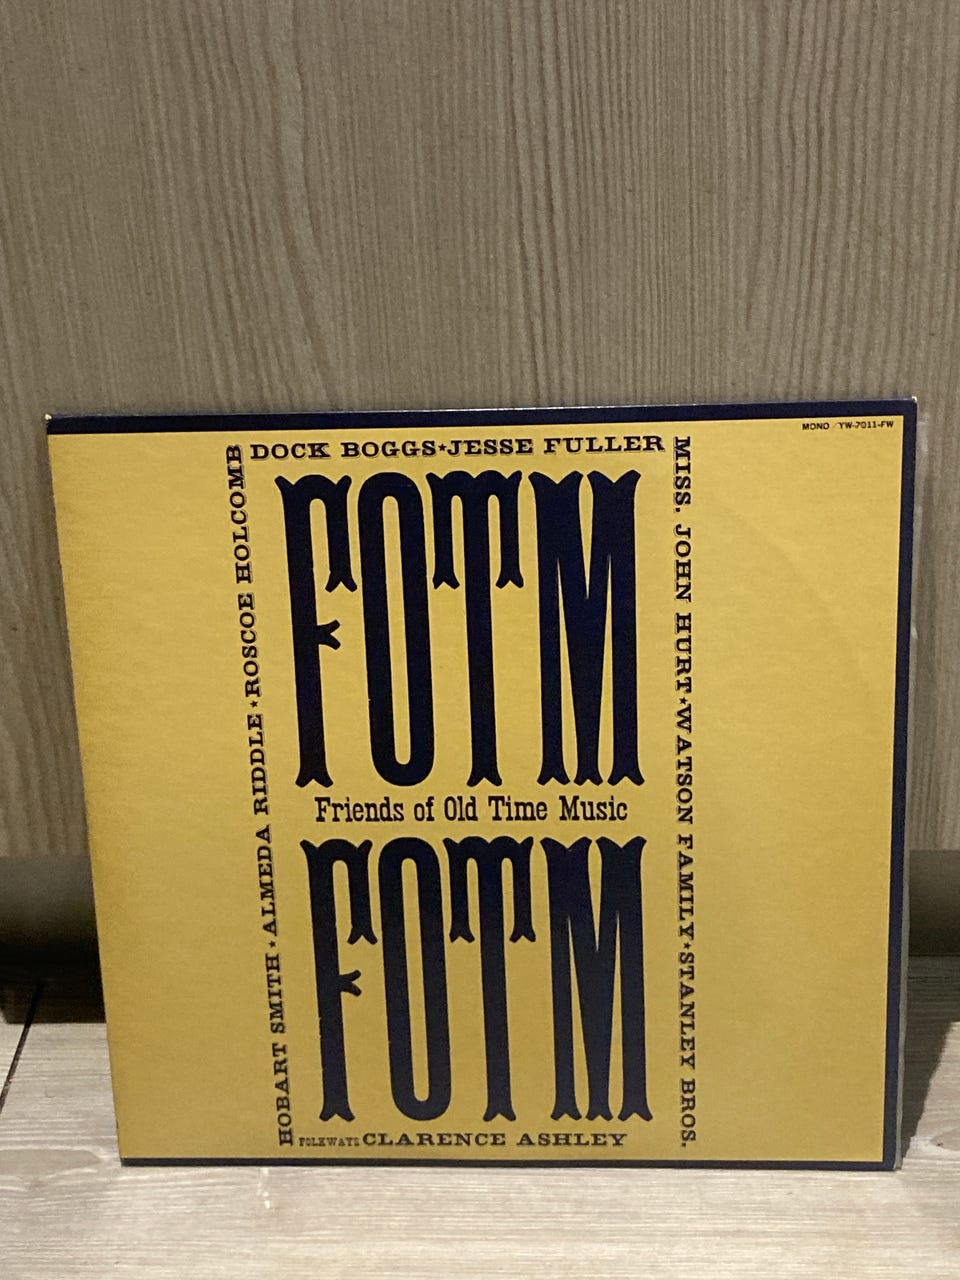 MONO YW-7011-FW
DOCK BOGGS★JESSE FULLER
MISS. JOHN HURT★WATSON FAMILY★STANLEY BROS.
HOBART SMITH★ALMEDA RIDDLE★ROSCOE HOLCOMB
FOTM
Friends of Old Time Music
FOTM
FOLKWAYS CLARENCE ASHLEY